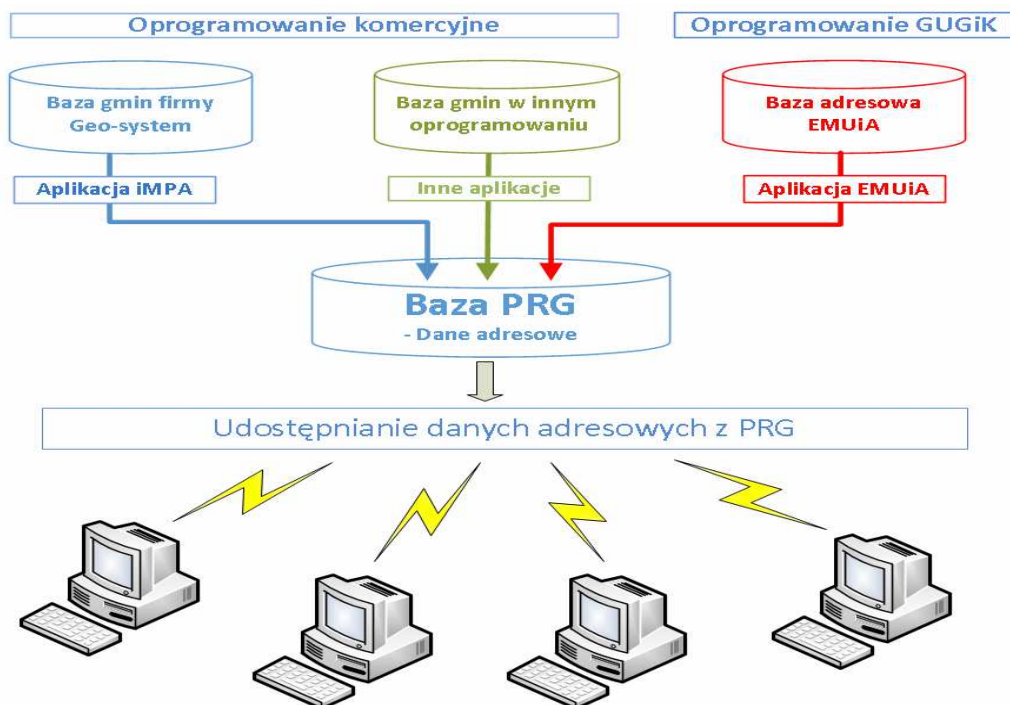 Oprogramowanie komercyjne
Oprogramowanie GUGiK
Baza gmin firmy
Geo-system
Baza gmin w innym
oprogramowaniu
Baza adresowa
EMUiA
Aplikacja iMPA
Inne aplikacje
Aplikacja EMUiA
Baza PRG
- Dane adresowe
Udostępnianie danych adresowych z PRG